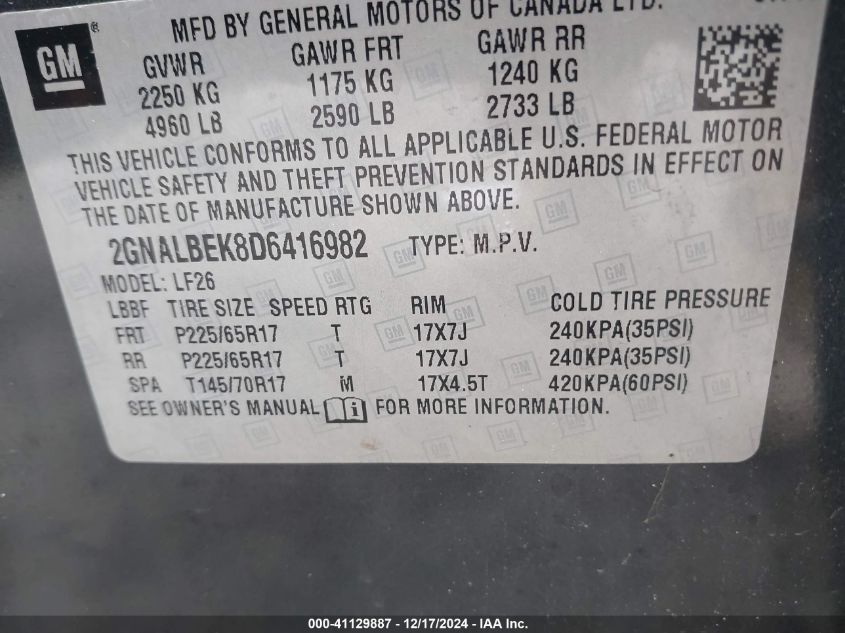 GM®
MFD BY GENERAL MOTORS OF CANADA LTD.
GVWR GAWR FRT GAWR RR
2250 KG 1175 KG 1240 KG
4960 LB 2590 LB 2733 LB
THIS VEHICLE CONFORMS TO ALL APPLICABLE U.S. FEDERAL MOTOR
VEHICLE SAFETY AND THEFT PREVENTION STANDARDS IN EFFECT ON
THE DATE OF MANUFACTURE SHOWN ABOVE.
2GNALBEK8D6416982 TYPE: M.P.V.
MODEL: LF26
LBBF TIRE SIZE SPEED RTG RIM COLD TIRE PRESSURE
FRT P225/65R17 T 17X7J 240KPA(35PSI)
RR P225/65R17 T 17X7J 240KPA(35PSI)
SPA T145/70R17 M 17X4.5T 420KPA(60PSI)
SEE OWNER'S MANUAL i FOR MORE INFORMATION.
000-41129887 - 12/17/2024 - IAA Inc.